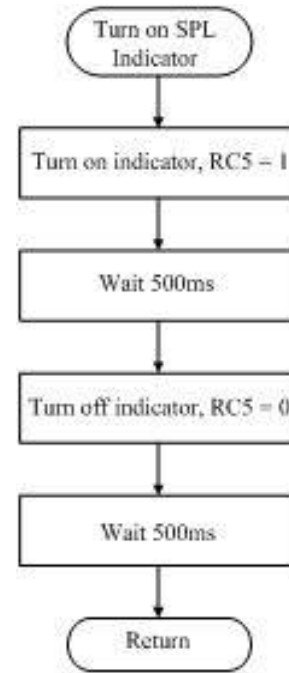 Turn on SPL
Indicator
Turn on indicator, RC5 = 1
Wait 500ms
Turn off indicator, RC5 = 0
Wait 500ms
Return